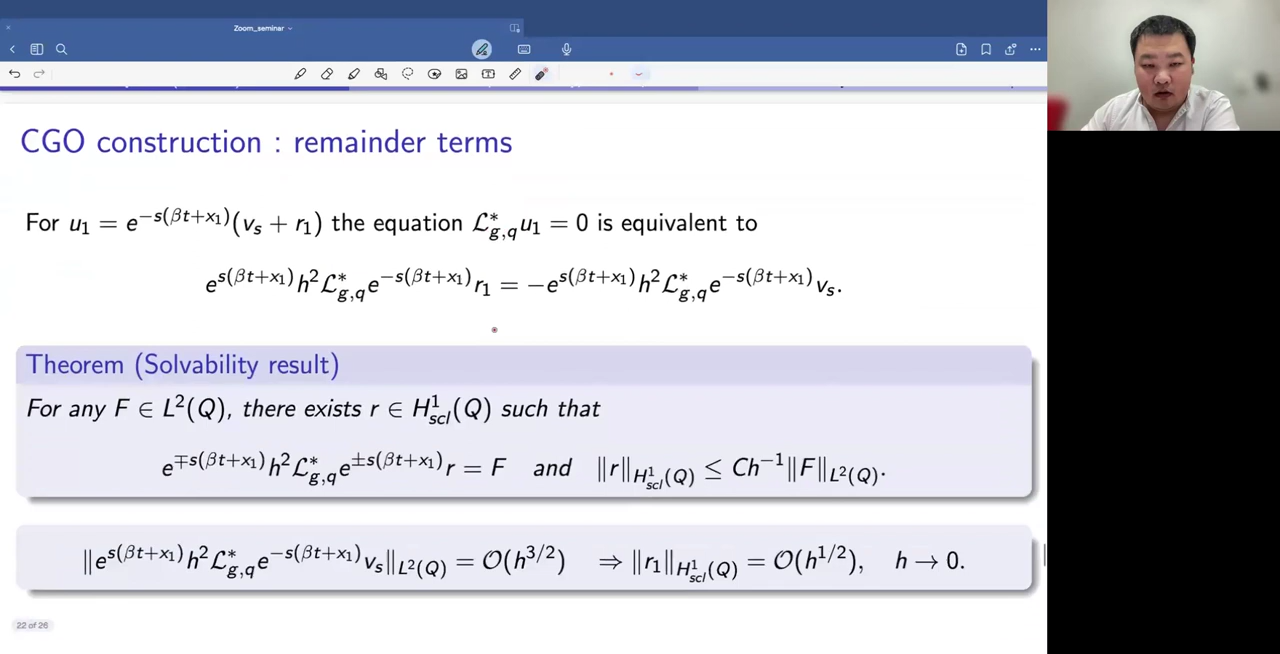 Zoom_seminar
CGO construction : remainder terms
For u₁ = e^{−s(βt+x₁)}(v_s + r₁) the equation ℒ*_{g,q}u₁ = 0 is equivalent to
e^{s(βt+x₁)}h²ℒ*_{g,q}e^{−s(βt+x₁)}r₁ = −e^{s(βt+x₁)}h²ℒ*_{g,q}e^{−s(βt+x₁)}v_s.
Theorem (Solvability result)
For any F ∈ L²(Q), there exists r ∈ H¹_{scl}(Q) such that
e^{∓s(βt+x₁)}h²ℒ*_{g,q}e^{±s(βt+x₁)}r = F and ‖r‖_{H¹_{scl}(Q)} ≤ Ch^{−1}‖F‖_{L²(Q)}.
‖e^{s(βt+x₁)}h²ℒ*_{g,q}e^{−s(βt+x₁)}v_s‖_{L²(Q)} = 𝒪(h^{3/2}) ⇒ ‖r₁‖_{H¹_{scl}(Q)} = 𝒪(h^{1/2}), h → 0.
22 of 26